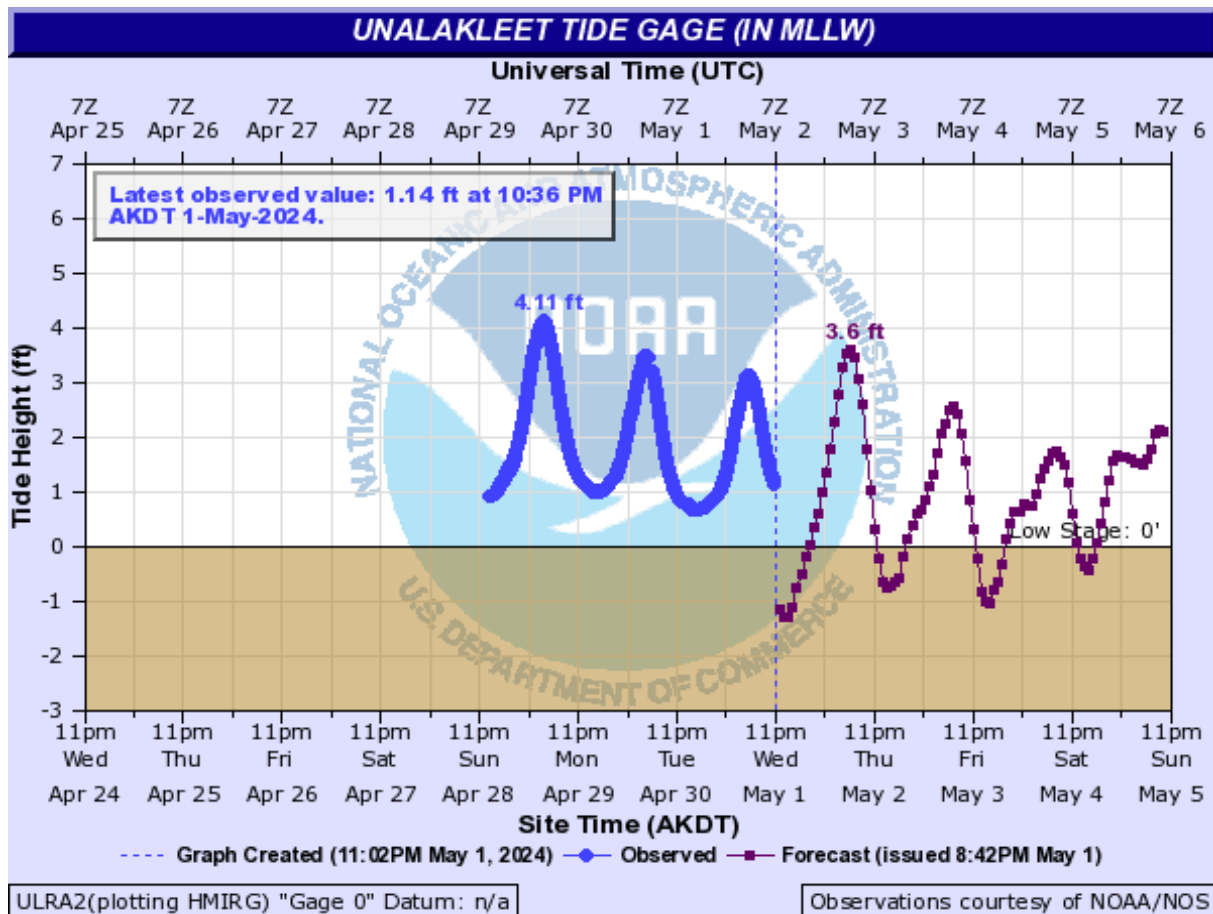 UNALAKLEET TIDE GAGE (IN MLLW)
Universal Time (UTC)
7Z 7Z 7Z 7Z 7Z 7Z 7Z 7Z 7Z 7Z 7Z 7Z
Apr 25 Apr 26 Apr 27 Apr 28 Apr 29 Apr 30 May 1 May 2 May 3 May 4 May 5 May 6
Latest observed value: 1.14 ft at 10:36 PM
AKDT 1-May-2024.
NATIONAL OCEANIC AND ATMOSPHERIC ADMINISTRATION
NOAA
U.S. DEPARTMENT OF COMMERCE
4.11 ft
3.6 ft
Low Stage: 0'
Tide Height (ft)
7
6
5
4
3
2
1
0
-1
-2
-3
11pm 11pm 11pm 11pm 11pm 11pm 11pm 11pm 11pm 11pm 11pm 11pm
Wed Thu Fri Sat Sun Mon Tue Wed Thu Fri Sat Sun
Apr 24 Apr 25 Apr 26 Apr 27 Apr 28 Apr 29 Apr 30 May 1 May 2 May 3 May 4 May 5
Site Time (AKDT)
Graph Created (11:02PM May 1, 2024) Observed Forecast (issued 8:42PM May 1)
ULRA2(plotting HMIRG) "Gage 0" Datum: n/a
Observations courtesy of NOAA/NOS